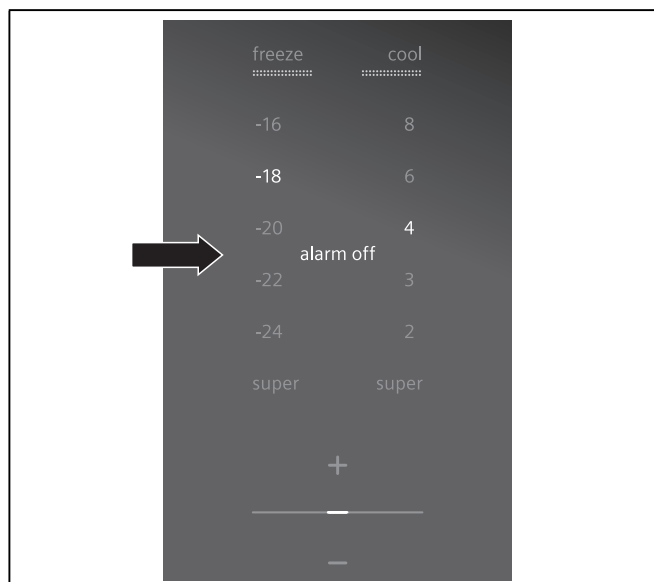 freeze cool
-16 8
-18 6
-20 4
alarm off
-22 3
-24 2
super super
+
–